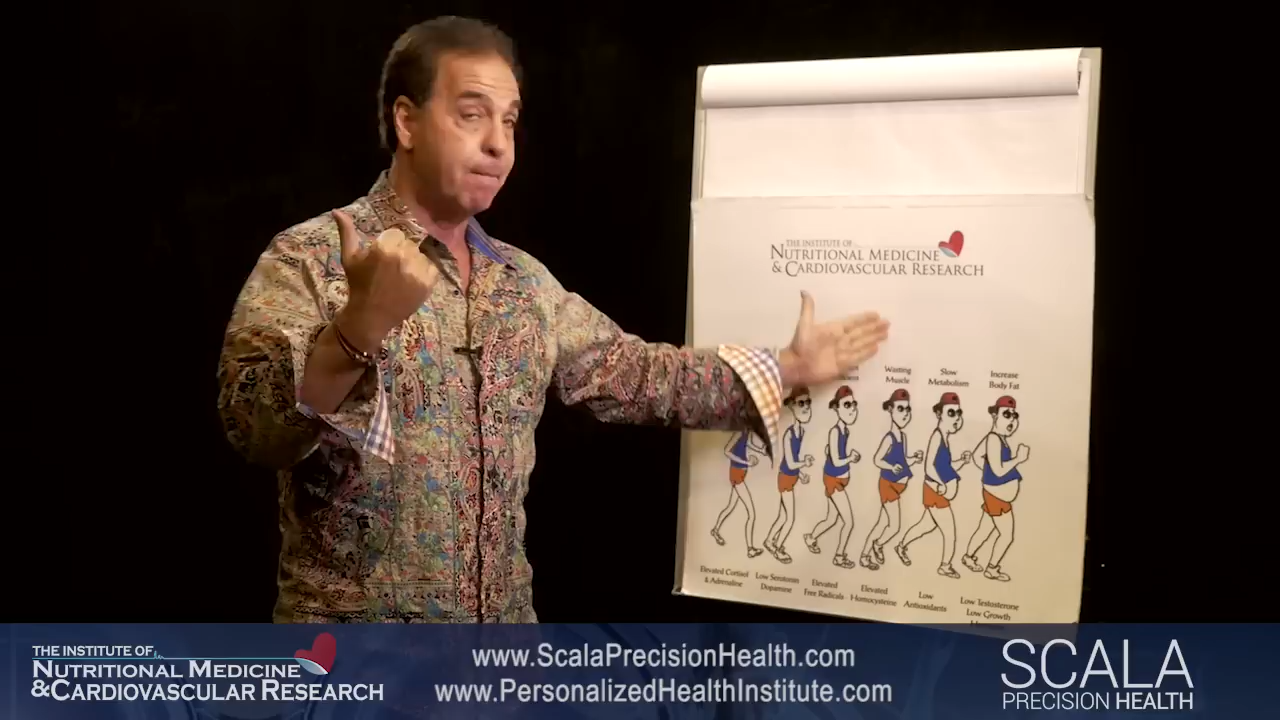 THE INSTITUTE OF
NUTRITIONAL MEDICINE
& CARDIOVASCULAR RESEARCH
Wasting
Muscle
Slow
Metabolism
Increase
Body Fat
Elevated Cortisol
& Adrenaline
Low Serotonin
Dopamine
Elevated
Free Radicals
Elevated
Homocysteine
Low
Antioxidants
Low Testosterone
Low Growth
THE INSTITUTE OF
NUTRITIONAL MEDICINE
& CARDIOVASCULAR RESEARCH
www.ScalaPrecisionHealth.com
www.PersonalizedHealthInstitute.com
SCALA
PRECISION HEALTH